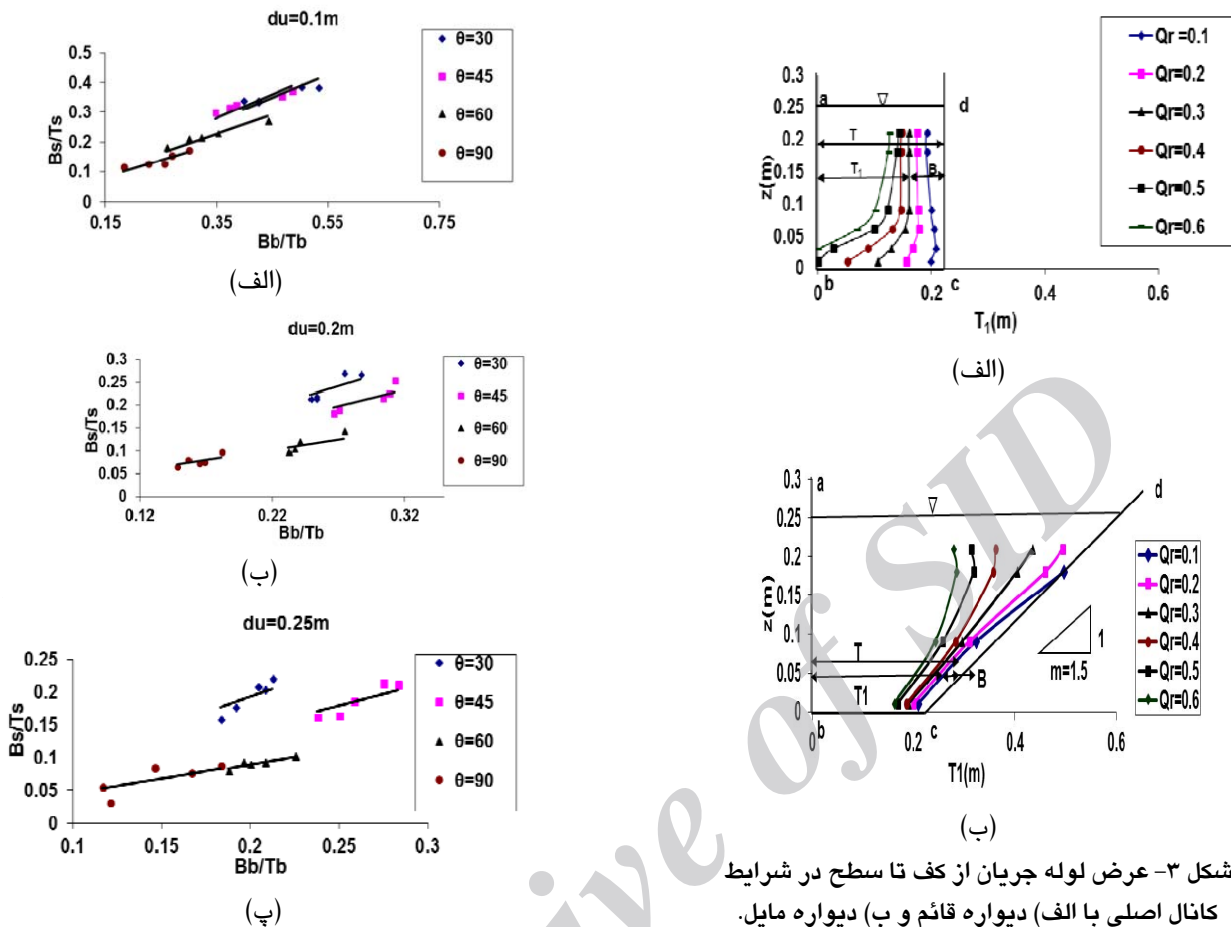 du=0.1m
Bs/Ts
0.5
0.4
0.3
0.2
0.1
0
0.15
0.35
0.55
0.75
Bb/Tb
θ=30
θ=45
θ=60
θ=90
(الف)
du=0.2m
Bs/Ts
0.3
0.25
0.2
0.15
0.1
0.05
0
0.12
0.22
0.32
Bb/Tb
θ=30
θ=45
θ=60
θ=90
(ب)
du=0.25m
Bs/Ts
0.25
0.2
0.15
0.1
0.05
0
0.1
0.15
0.2
0.25
0.3
Bb/Tb
θ=30
θ=45
θ=60
θ=90
(پ)
z(m)
0.3
0.25
0.2
0.15
0.1
0.05
0
a
d
T
T₁
B
b
c
0
0.2
0.4
0.6
T₁(m)
Qr =0.1
Qr=0.2
Qr=0.3
Qr=0.4
Qr=0.5
Qr=0.6
(الف)
z(m)
0.3
0.25
0.2
0.15
0.1
0.05
0
a
d
T
T1
B
1
m=1.5
b
c
0
0.2
0.4
0.6
T1(m)
Qr=0.1
Qr=0.2
Qr=0.3
Qr=0.4
Qr=0.5
Qr=0.6
(ب)
شکل ۳- عرض لوله جریان از کف تا سطح در شرایط
کانال اصلی با الف) دیواره قائم و ب) دیواره مایل.
ive of SID